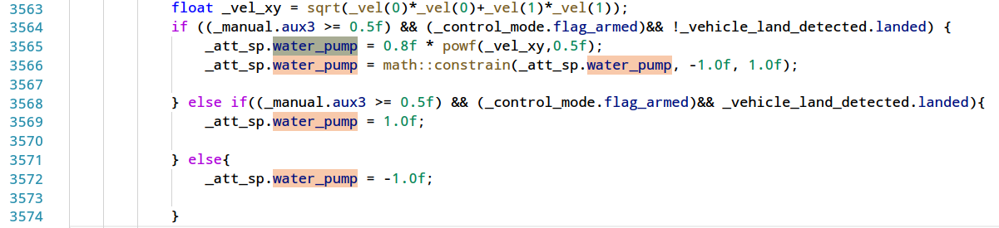 3563 float _vel_xy = sqrt(_vel(0)*_vel(0)+_vel(1)*_vel(1));
3564 if ((_manual.aux3 >= 0.5f) && (_control_mode.flag_armed)&& !_vehicle_land_detected.landed) {
3565 _att_sp.water_pump = 0.8f * powf(_vel_xy,0.5f);
3566 _att_sp.water_pump = math::constrain(_att_sp.water_pump, -1.0f, 1.0f);
3567
3568 } else if((_manual.aux3 >= 0.5f) && (_control_mode.flag_armed)&& _vehicle_land_detected.landed){
3569 _att_sp.water_pump = 1.0f;
3570
3571 } else{
3572 _att_sp.water_pump = -1.0f;
3573
3574 }